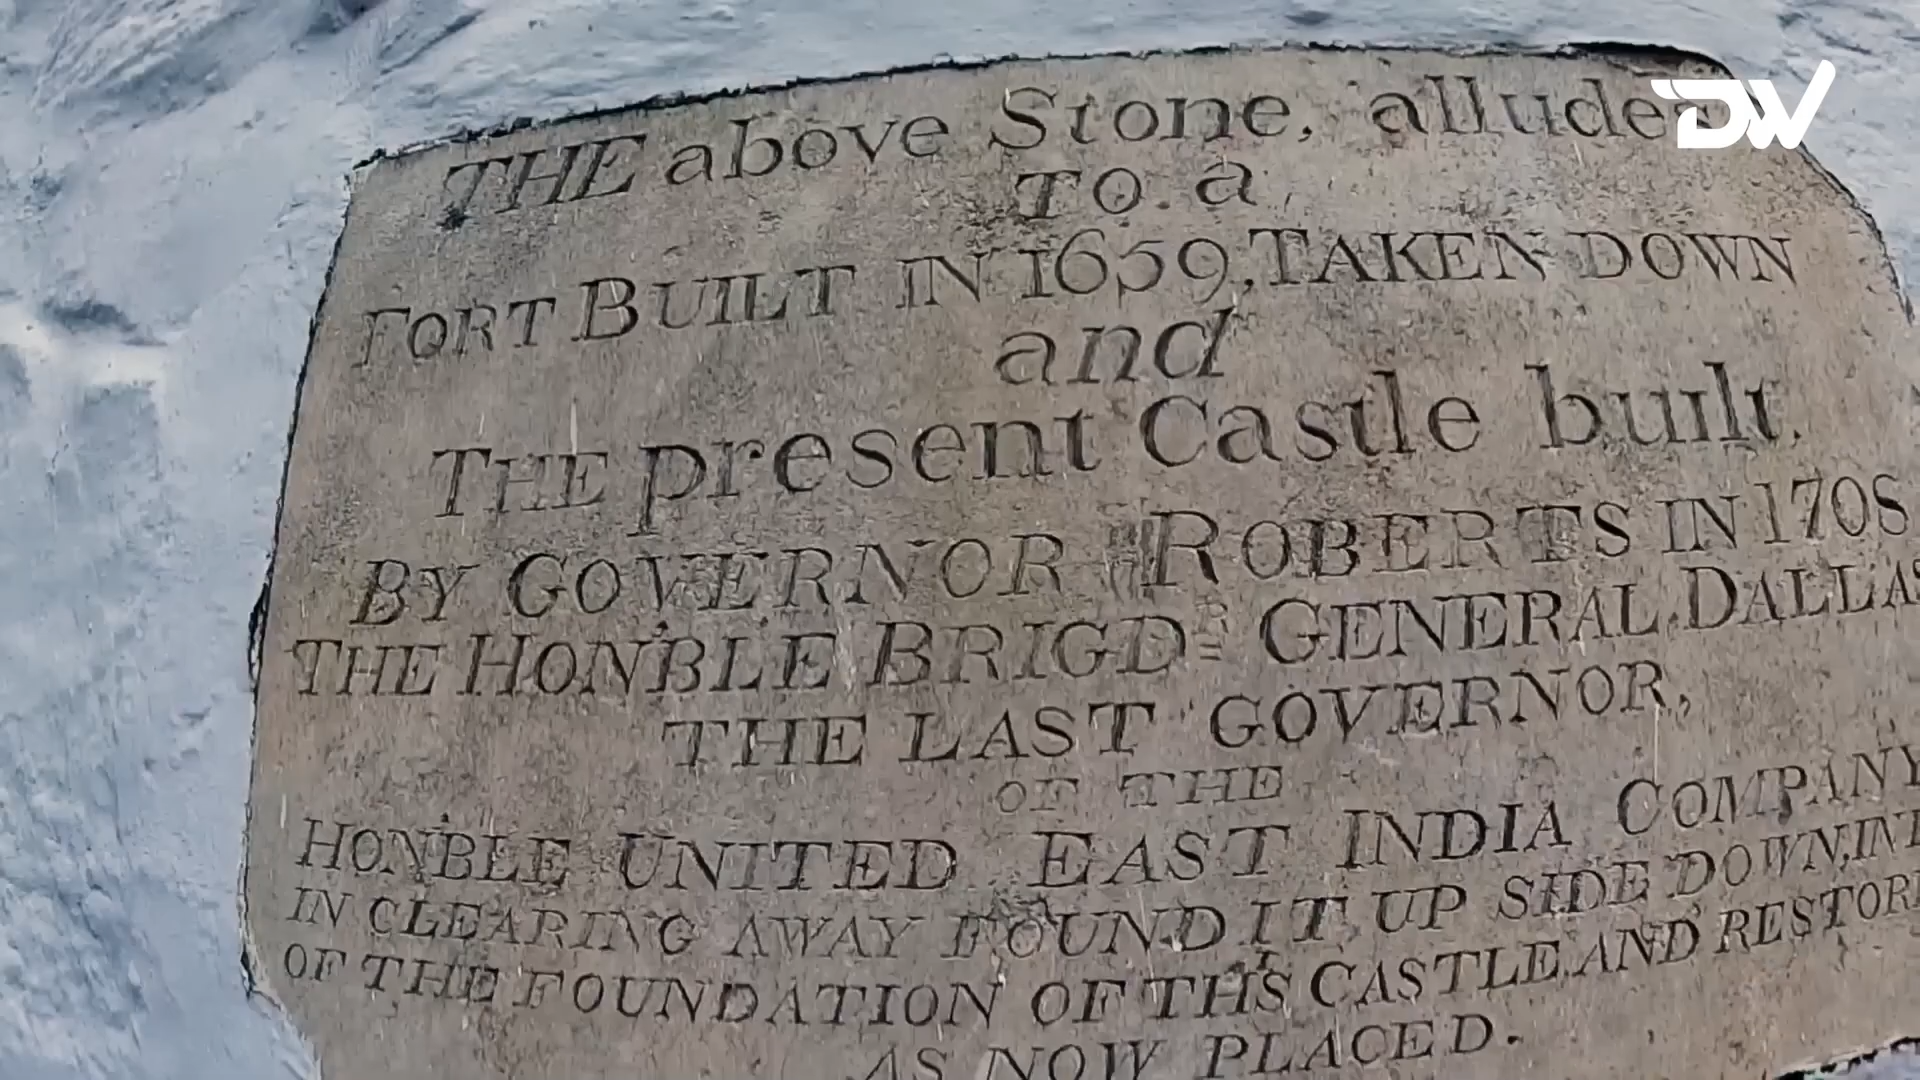 DW
THE above Stone, alludes
TO a
FORT BUILT IN 1659, TAKEN DOWN
and
THE present Castle built.
BY GOVERNOR ROBERTS IN 1708
THE HONBLE BRIGD GENERAL DALLAS
THE LAST GOVERNOR,
OF THE
HONBLE UNITED EAST INDIA COMPANY
IN CLEARING AWAY FOUND IT UP SIDE DOWN, IN
OF THE FOUNDATION OF THS CASTLE AND
AS NOW PLACED.